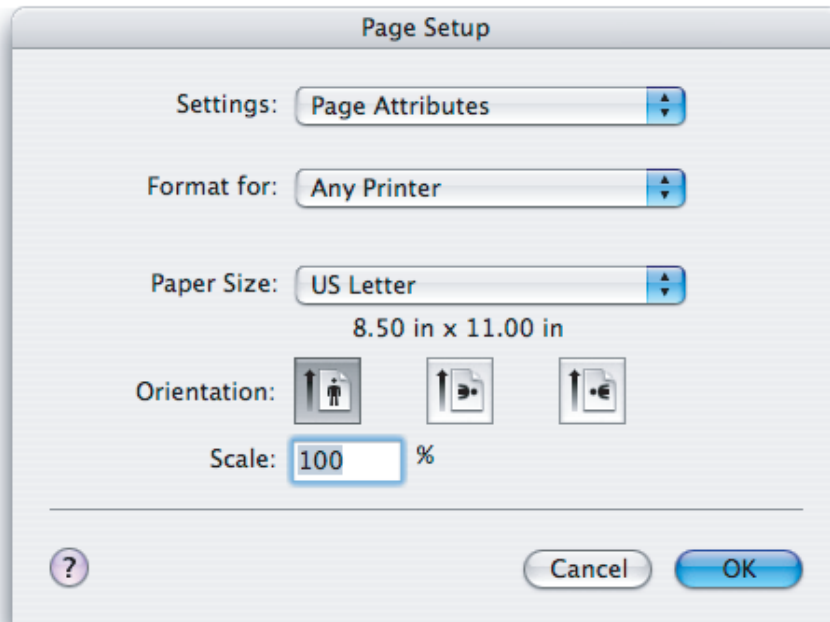 Page Setup
Settings: Page Attributes
Format for: Any Printer
Paper Size: US Letter
8.50 in x 11.00 in
Orientation:
Scale: 100 %
? Cancel OK